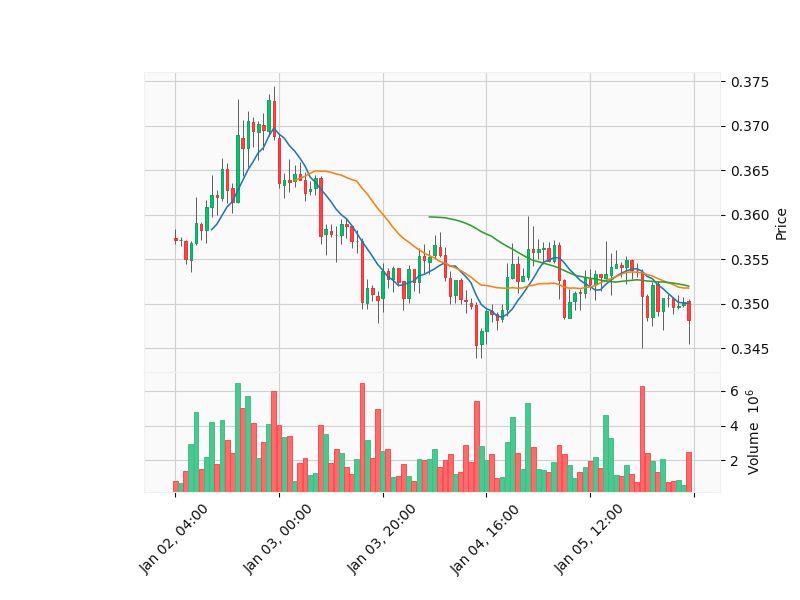 0.375
0.370
0.365
0.360
0.355
0.350
0.345
Price
6
4
2
Volume 10⁶
Jan 02, 04:00
Jan 03, 00:00
Jan 03, 20:00
Jan 04, 16:00
Jan 05, 12:00